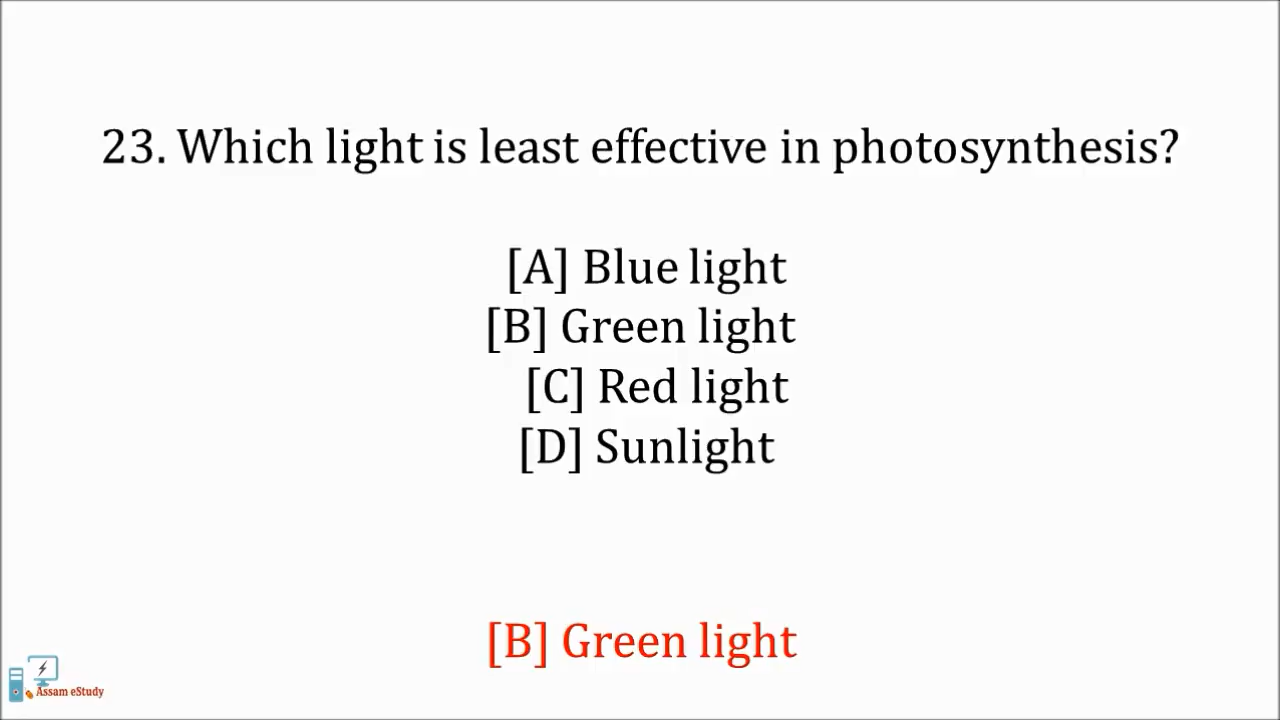 23. Which light is least effective in photosynthesis?
[A] Blue light
[B] Green light
[C] Red light
[D] Sunlight
[B] Green light
Assam eStudy